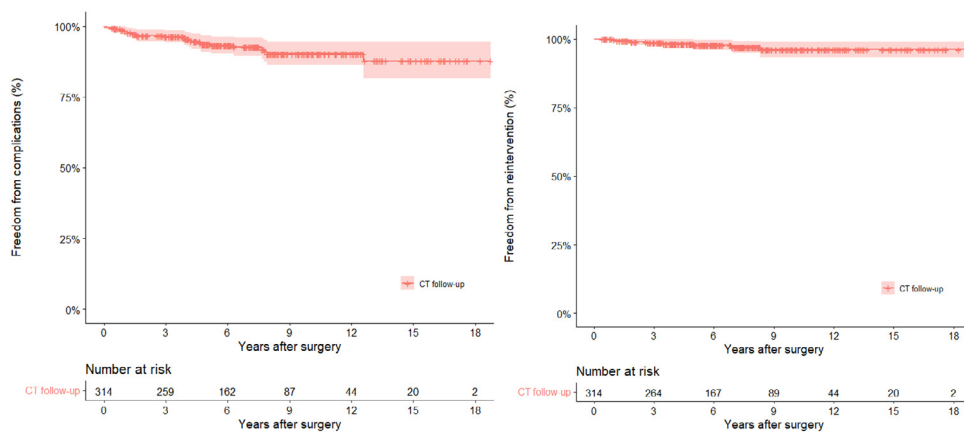 Freedom from complications (%)
100%
75%
50%
25%
0%
CT follow-up
0 3 6 9 12 15 18
Years after surgery
Number at risk
CT follow-up 314 259 162 87 44 20 2
0 3 6 9 12 15 18
Years after surgery
Freedom from reintervention (%)
100%
75%
50%
25%
0%
CT follow-up
0 3 6 9 12 15 18
Years after surgery
Number at risk
CT follow-up 314 264 167 89 44 20 2
0 3 6 9 12 15 18
Years after surgery